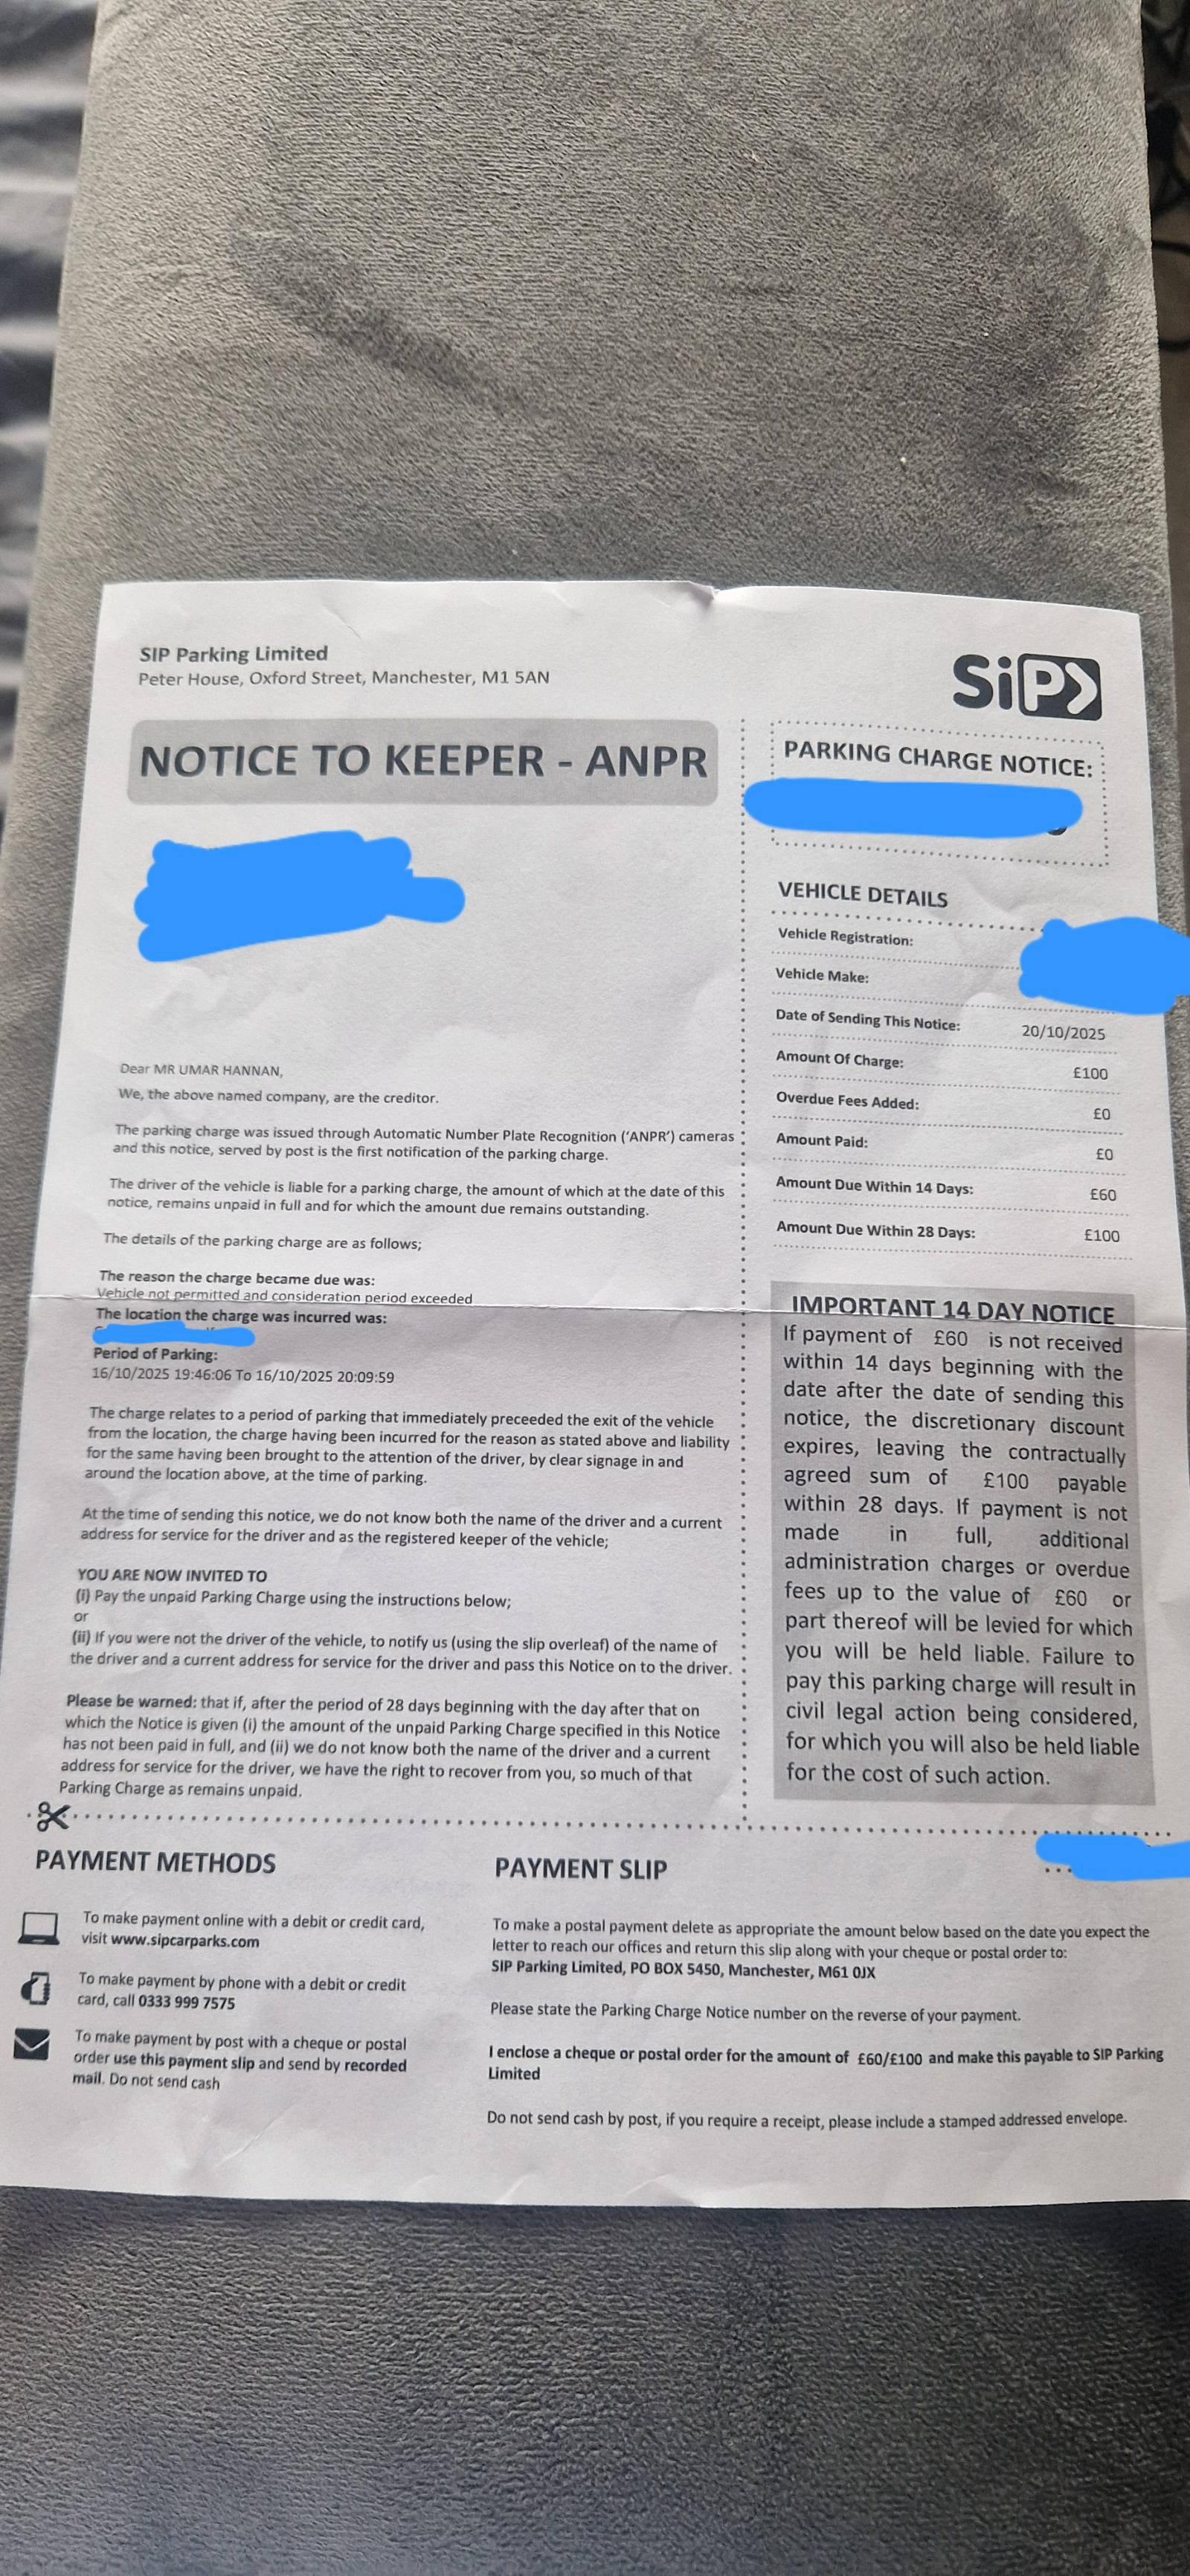 SIP Parking Limited
Peter House, Oxford Street, Manchester, M1 5AN
SiP
NOTICE TO KEEPER - ANPR
PARKING CHARGE NOTICE:
VEHICLE DETAILS
Vehicle Registration:
Vehicle Make:
Date of Sending This Notice: 20/10/2025
Amount Of Charge: £100
Overdue Fees Added: £0
Amount Paid: £0
Amount Due Within 14 Days: £60
Amount Due Within 28 Days: £100
Dear MR UMAR HANNAN,
We, the above named company, are the creditor.
The parking charge was issued through Automatic Number Plate Recognition ('ANPR') cameras
and this notice, served by post is the first notification of the parking charge.
The driver of the vehicle is liable for a parking charge, the amount of which at the date of this
notice, remains unpaid in full and for which the amount due remains outstanding.
The details of the parking charge are as follows;
The reason the charge became due was:
Vehicle not permitted and consideration period exceeded
The location the charge was incurred was:
Period of Parking:
16/10/2025 19:46:06 To 16/10/2025 20:09:59
The charge relates to a period of parking that immediately preceeded the exit of the vehicle
from the location, the charge having been incurred for the reason as stated above and liability
for the same having been brought to the attention of the driver, by clear signage in and
around the location above, at the time of parking.
At the time of sending this notice, we do not know both the name of the driver and a current
address for service for the driver and as the registered keeper of the vehicle;
YOU ARE NOW INVITED TO
(i) Pay the unpaid Parking Charge using the instructions below;
or
(ii) If you were not the driver of the vehicle, to notify us (using the slip overleaf) of the name of
the driver and a current address for service for the driver and pass this Notice on to the driver.
Please be warned: that if, after the period of 28 days beginning with the day after that on
which the Notice is given (i) the amount of the unpaid Parking Charge specified in this Notice
has not been paid in full, and (ii) we do not know both the name of the driver and a current
address for service for the driver, we have the right to recover from you, so much of that
Parking Charge as remains unpaid.
IMPORTANT 14 DAY NOTICE
If payment of £60 is not received
within 14 days beginning with the
date after the date of sending this
notice, the discretionary discount
expires, leaving the contractually
agreed sum of £100 payable
within 28 days. If payment is not
made in full, additional
administration charges or overdue
fees up to the value of £60 or
part thereof will be levied for which
you will be held liable. Failure to
pay this parking charge will result in
civil legal action being considered,
for which you will also be held liable
for the cost of such action.
PAYMENT METHODS
To make payment online with a debit or credit card,
visit www.sipcarparks.com
To make payment by phone with a debit or credit
card, call 0333 999 7575
To make payment by post with a cheque or postal
order use this payment slip and send by recorded
mail. Do not send cash
PAYMENT SLIP
To make a postal payment delete as appropriate the amount below based on the date you expect the
letter to reach our offices and return this slip along with your cheque or postal order to:
SIP Parking Limited, PO BOX 5450, Manchester, M61 0JX
Please state the Parking Charge Notice number on the reverse of your payment.
I enclose a cheque or postal order for the amount of £60/£100 and make this payable to SIP Parking
Limited
Do not send cash by post, if you require a receipt, please include a stamped addressed envelope.